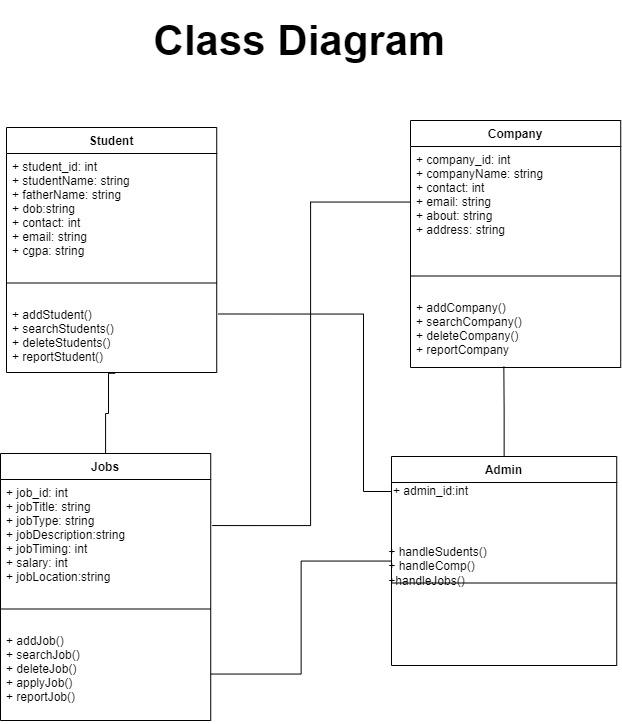 Class Diagram
Student
+ student_id: int
+ studentName: string
+ fatherName: string
+ dob:string
+ contact: int
+ email: string
+ cgpa: string
+ addStudent()
+ searchStudents()
+ deleteStudents()
+ reportStudent()
Company
+ company_id: int
+ companyName: string
+ contact: int
+ email: string
+ about: string
+ address: string
+ addCompany()
+ searchCompany()
+ deleteCompany()
+ reportCompany
Jobs
+ job_id: int
+ jobTitle: string
+ jobType: string
+ jobDescription:string
+ jobTiming: int
+ salary: int
+ jobLocation:string
+ addJob()
+ searchJob()
+ deleteJob()
+ applyJob()
+ reportJob()
Admin
+ admin_id:int
+ handleSudents()
+ handleComp()
+handleJobs()